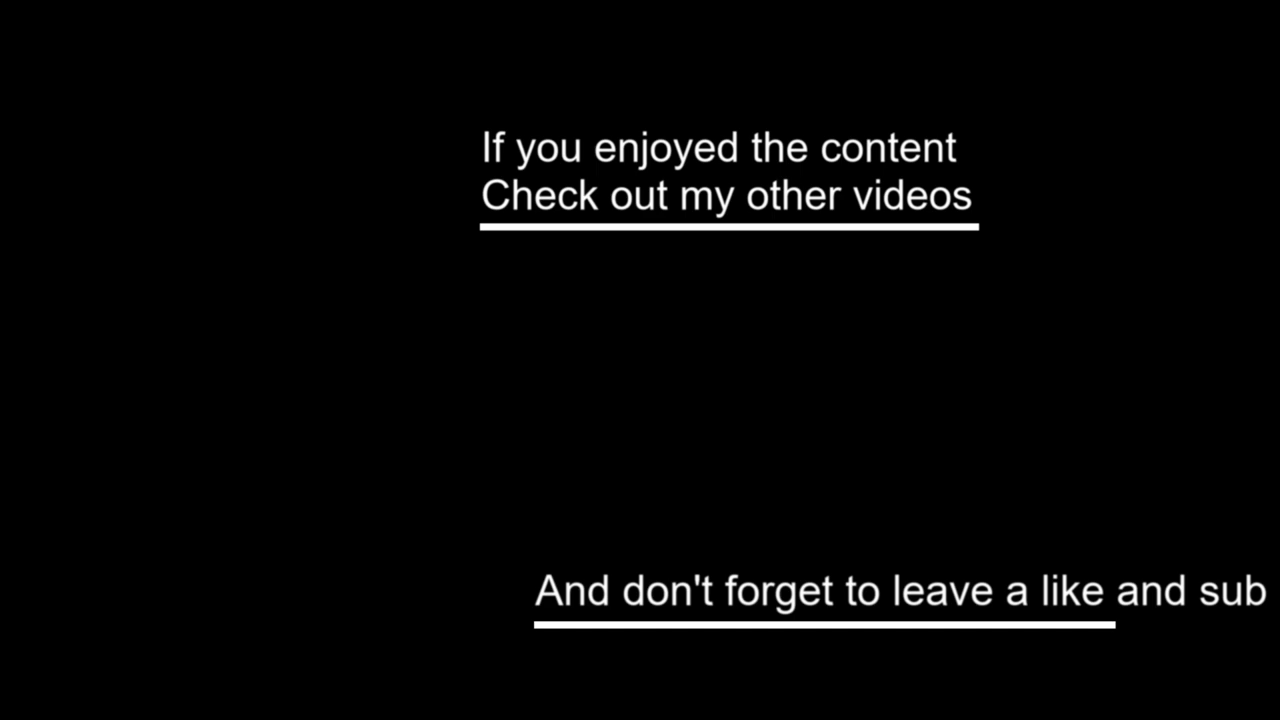 If you enjoyed the content
Check out my other videos
And don't forget to leave a like and sub